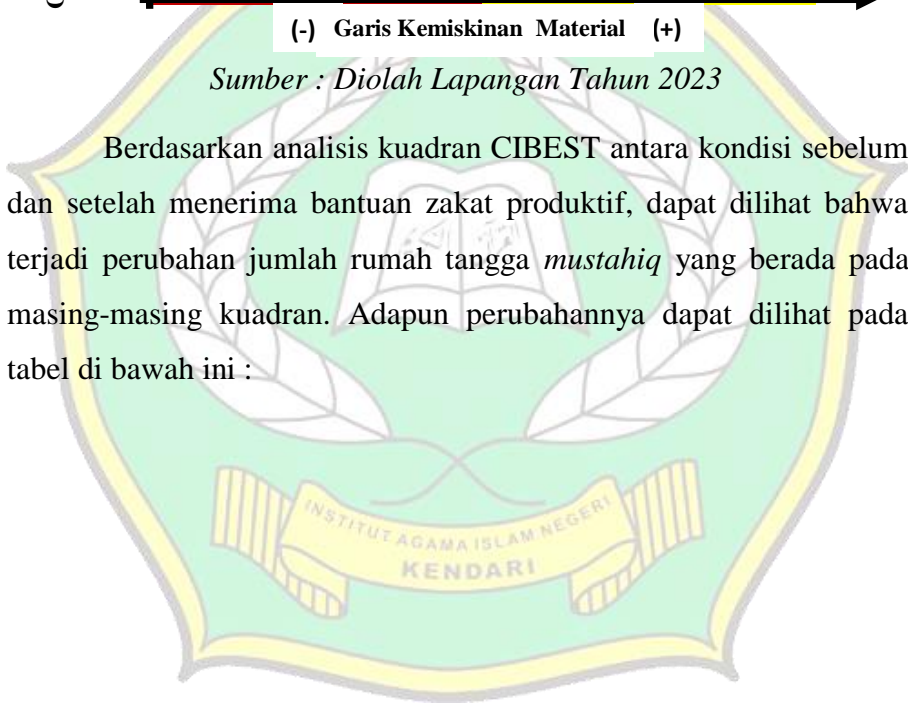 (-) Garis Kemiskinan Material (+)
Sumber : Diolah Lapangan Tahun 2023
Berdasarkan analisis kuadran CIBEST antara kondisi sebelum
dan setelah menerima bantuan zakat produktif, dapat dilihat bahwa
terjadi perubahan jumlah rumah tangga mustahiq yang berada pada
masing-masing kuadran. Adapun perubahannya dapat dilihat pada
tabel di bawah ini :
INSTITUT AGAMA ISLAM NEGERI
KENDARI